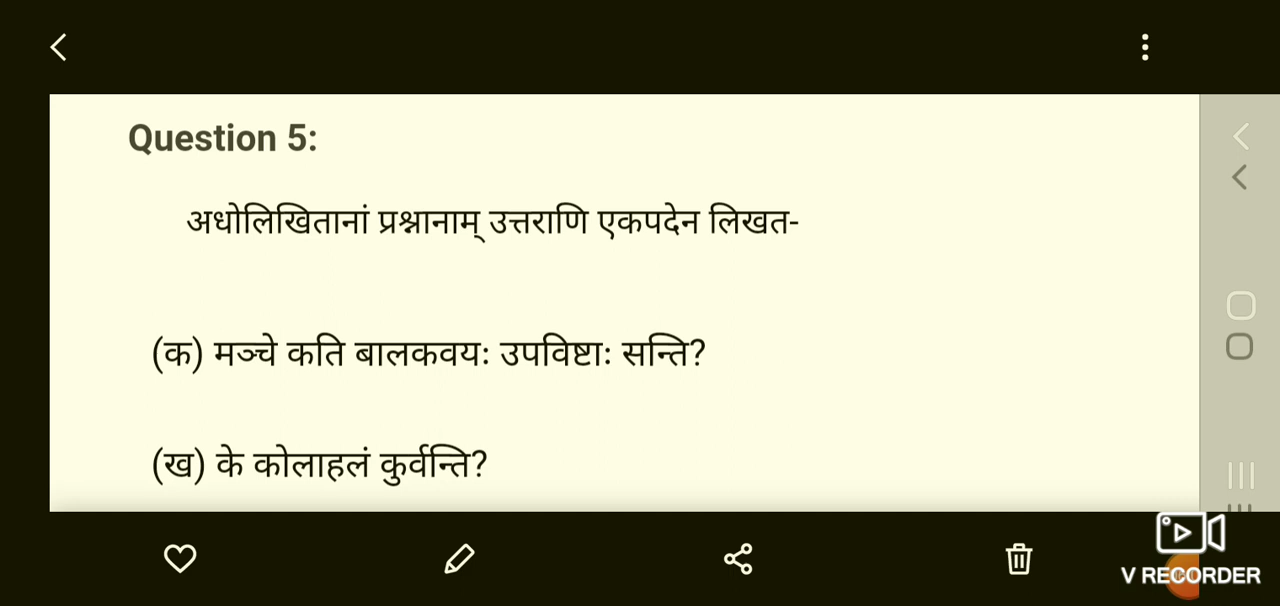 Question 5:
अधोलिखितानां प्रश्नानाम् उत्तराणि एकपदेन लिखत-
(क) मञ्चे कति बालकवयः उपविष्टाः सन्ति?
(ख) के कोलाहलं कुर्वन्ति?
V RECORDER